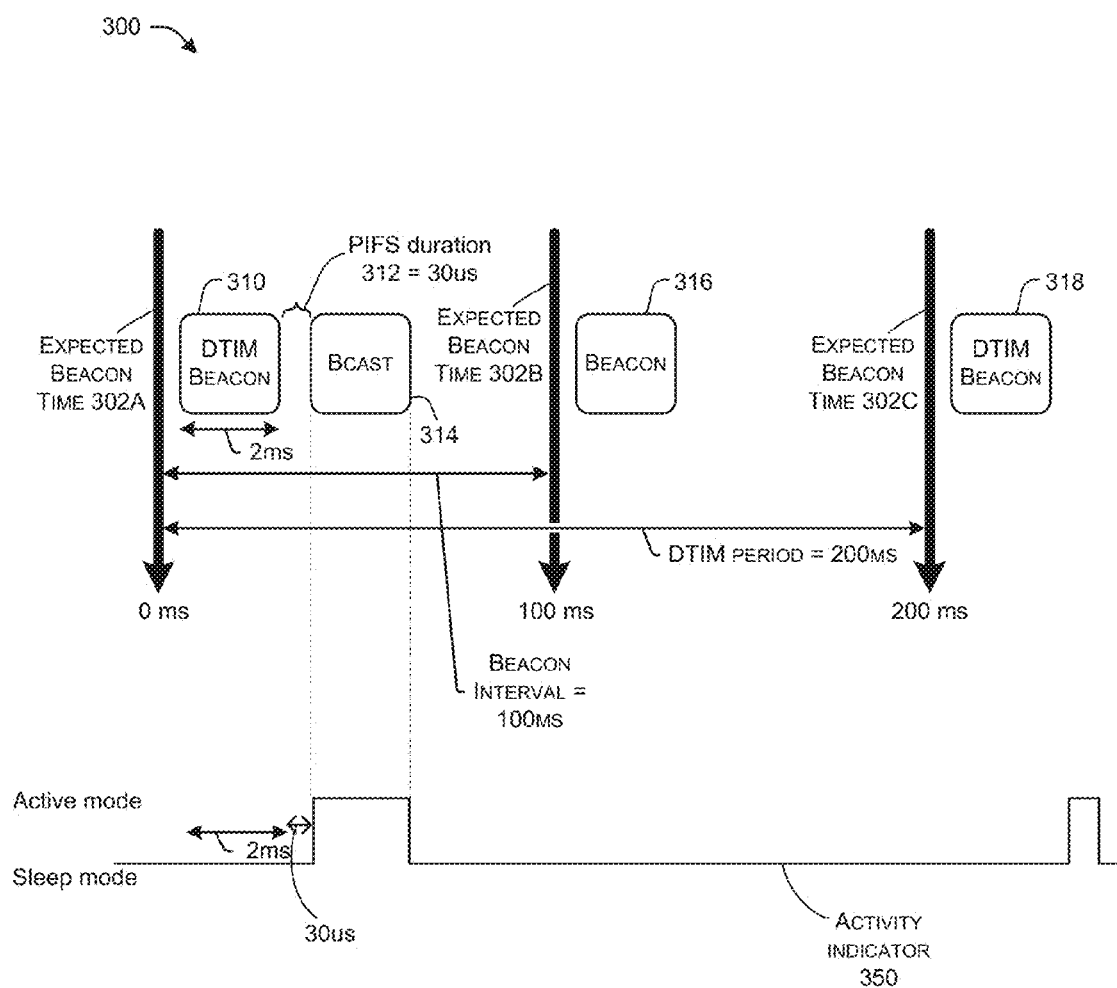 300
PIFS duration
312 = 30us
310
316
318
EXPECTED
BEACON
TIME 302A
DTIM
BEACON
BCAST
EXPECTED
BEACON
TIME 302B
BEACON
EXPECTED
BEACON
TIME 302C
DTIM
BEACON
314
2ms
DTIM PERIOD = 200MS
0 ms
100 ms
200 ms
BEACON
INTERVAL =
100MS
Active mode
2ms
Sleep mode
30us
ACTIVITY
INDICATOR
350